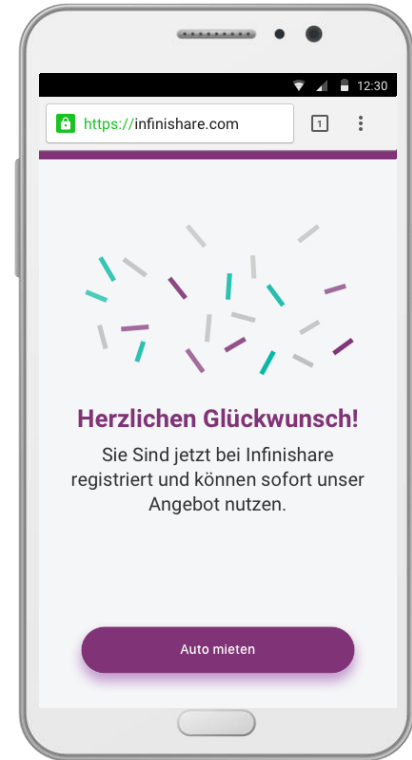 12:30
https://infinishare.com
1
Herzlichen Glückwunsch!
Sie Sind jetzt bei Infinishare
registriert und können sofort unser
Angebot nutzen.
Auto mieten